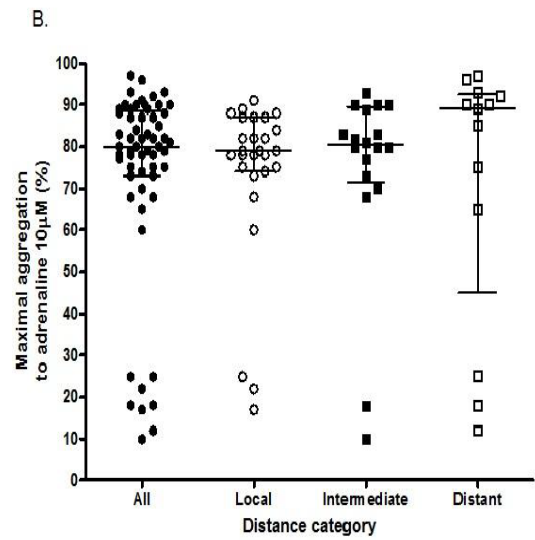 B.
Maximal aggregation
to adrenaline 10µM (%)
100
90
80
70
60
50
40
30
20
10
0
All Local Intermediate Distant
Distance category